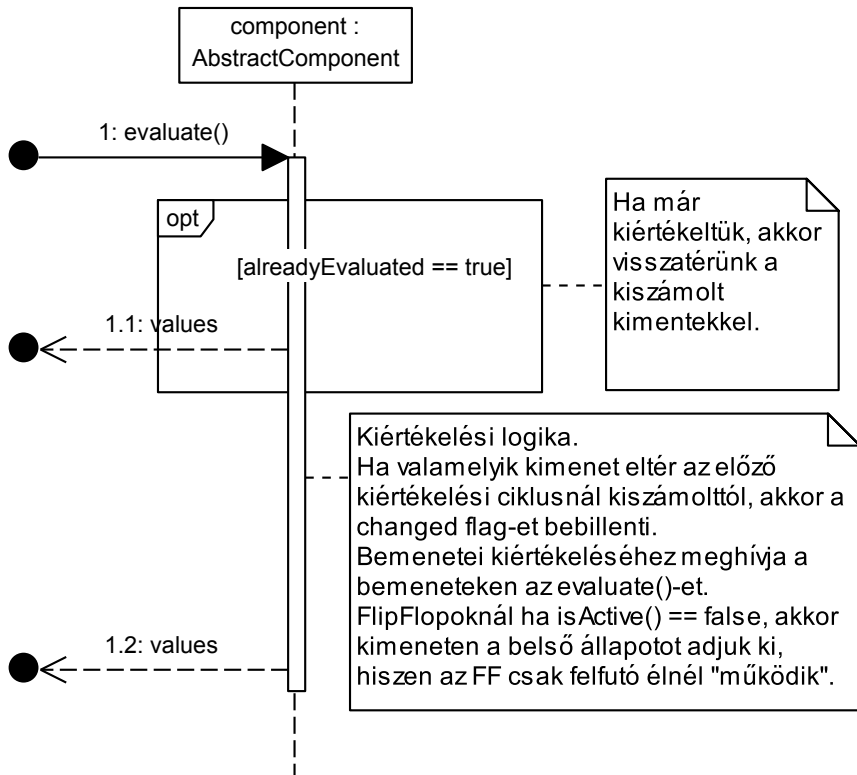 component :
AbstractComponent
1: evaluate()
opt
[alreadyEvaluated == true]
Ha már
kiértékeltük, akkor
visszatérünk a
kiszámolt
kimentekkel.
1.1: values
Kiértékelési logika.
Ha valamelyik kimenet eltér az előző
kiértékelési ciklusnál kiszámolttól, akkor a
changed flag-et bebillenti.
Bemenetei kiértékeléséhez meghívja a
bemeneteken az evaluate()-et.
FlipFlopoknál ha isActive() == false, akkor
kimeneten a belső állapotot adjuk ki,
hiszen az FF csak felfutó élnél "működik".
1.2: values